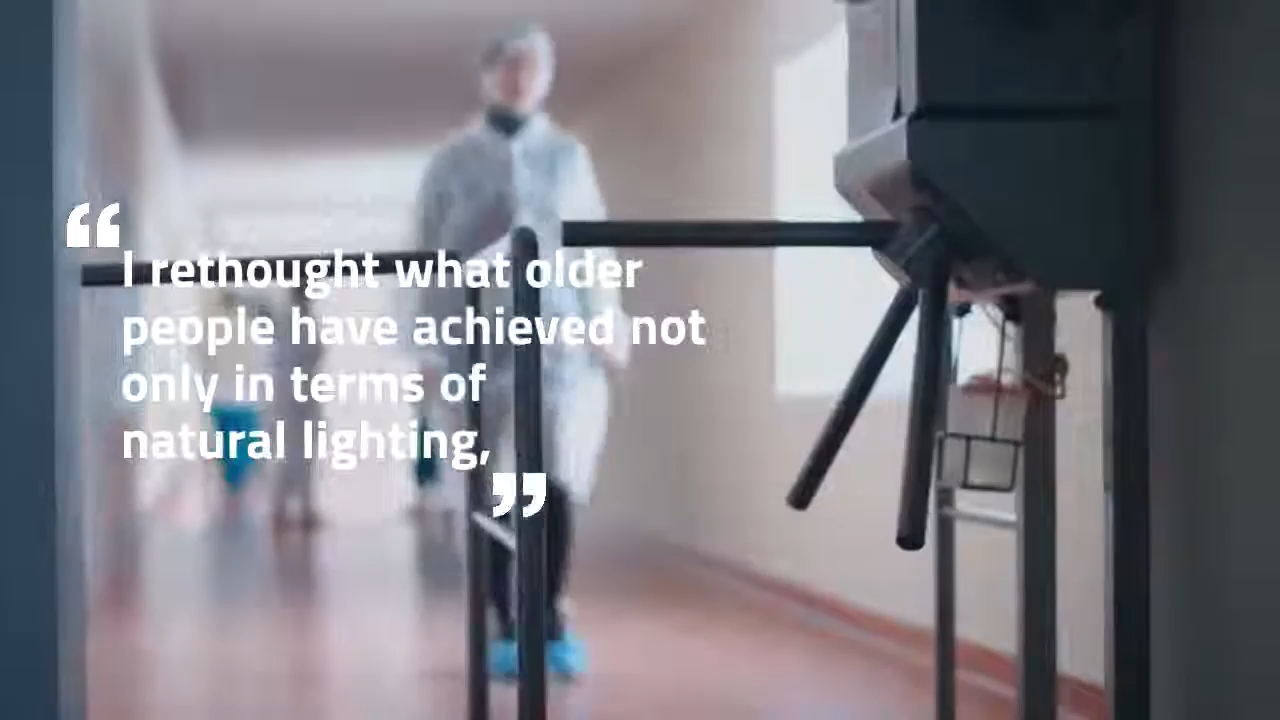 “
I rethought what older
people have achieved not
only in terms of
natural lighting,
”